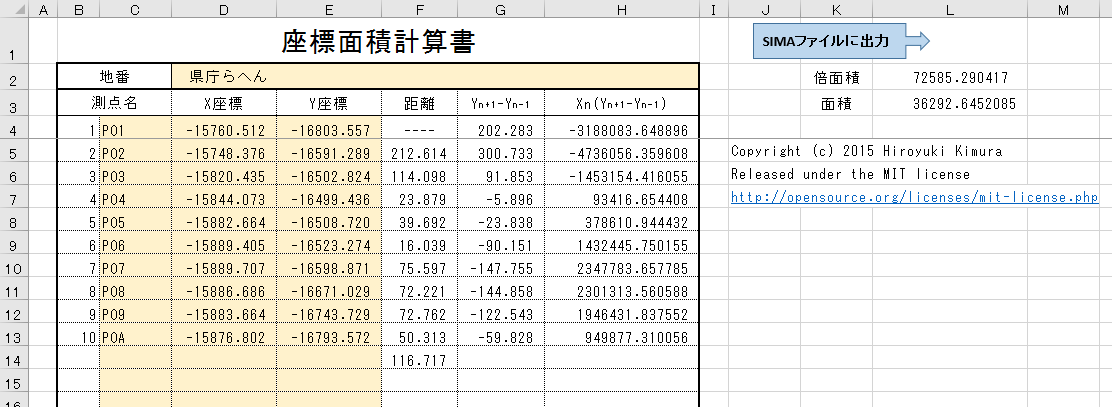 A B C D E F G H I J K L M
1 座標面積計算書 SIMAファイルに出力
2 地番 県庁らへん 倍面積 72585.290417
3 測点名 X座標 Y座標 距離 Yn+1-Yn-1 Xn(Yn+1-Yn-1) 面積 36292.6452085
4 1 P01 -15760.512 -16803.557 ---- 202.283 -3188083.648896
5 2 P02 -15748.376 -16591.289 212.614 300.733 -4736056.359608 Copyright (c) 2015 Hiroyuki Kimura
6 3 P03 -15820.435 -16502.824 114.098 91.853 -1453154.416055 Released under the MIT license
7 4 P04 -15844.073 -16499.436 23.879 -5.896 93416.654408 http://opensource.org/licenses/mit-license.php
8 5 P05 -15882.664 -16508.720 39.692 -23.838 378610.944432
9 6 P06 -15889.405 -16523.274 16.039 -90.151 1432445.750155
10 7 P07 -15889.707 -16598.871 75.597 -147.755 2347783.657785
11 8 P08 -15886.686 -16671.029 72.221 -144.858 2301313.560588
12 9 P09 -15883.664 -16743.729 72.762 -122.543 1946431.837552
13 10 P0A -15876.802 -16793.572 50.313 -59.828 949877.310056
14 116.717
15
16